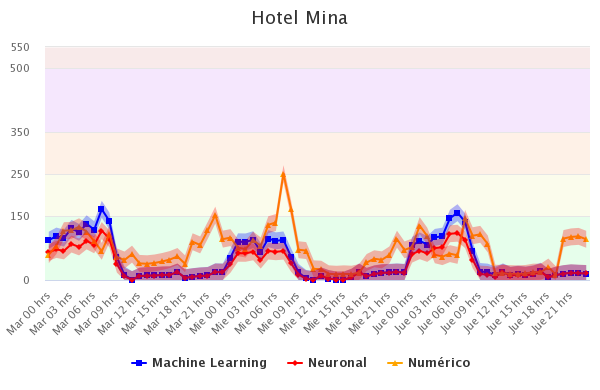 Hotel Mina
550
500
350
250
150
0
Mar 00 hrs
Mar 03 hrs
Mar 06 hrs
Mar 09 hrs
Mar 12 hrs
Mar 15 hrs
Mar 18 hrs
Mar 21 hrs
Mie 00 hrs
Mie 03 hrs
Mie 06 hrs
Mie 09 hrs
Mie 12 hrs
Mie 15 hrs
Mie 18 hrs
Mie 21 hrs
Jue 00 hrs
Jue 03 hrs
Jue 06 hrs
Jue 09 hrs
Jue 12 hrs
Jue 15 hrs
Jue 18 hrs
Jue 21 hrs
Machine Learning Neuronal Numérico